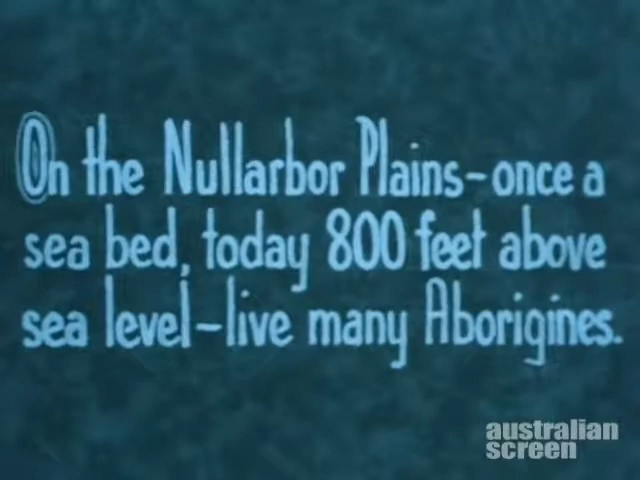 On the Nullarbor Plains-once a
sea bed, today 800 feet above
sea level-live many Aborigines.
australian
screen